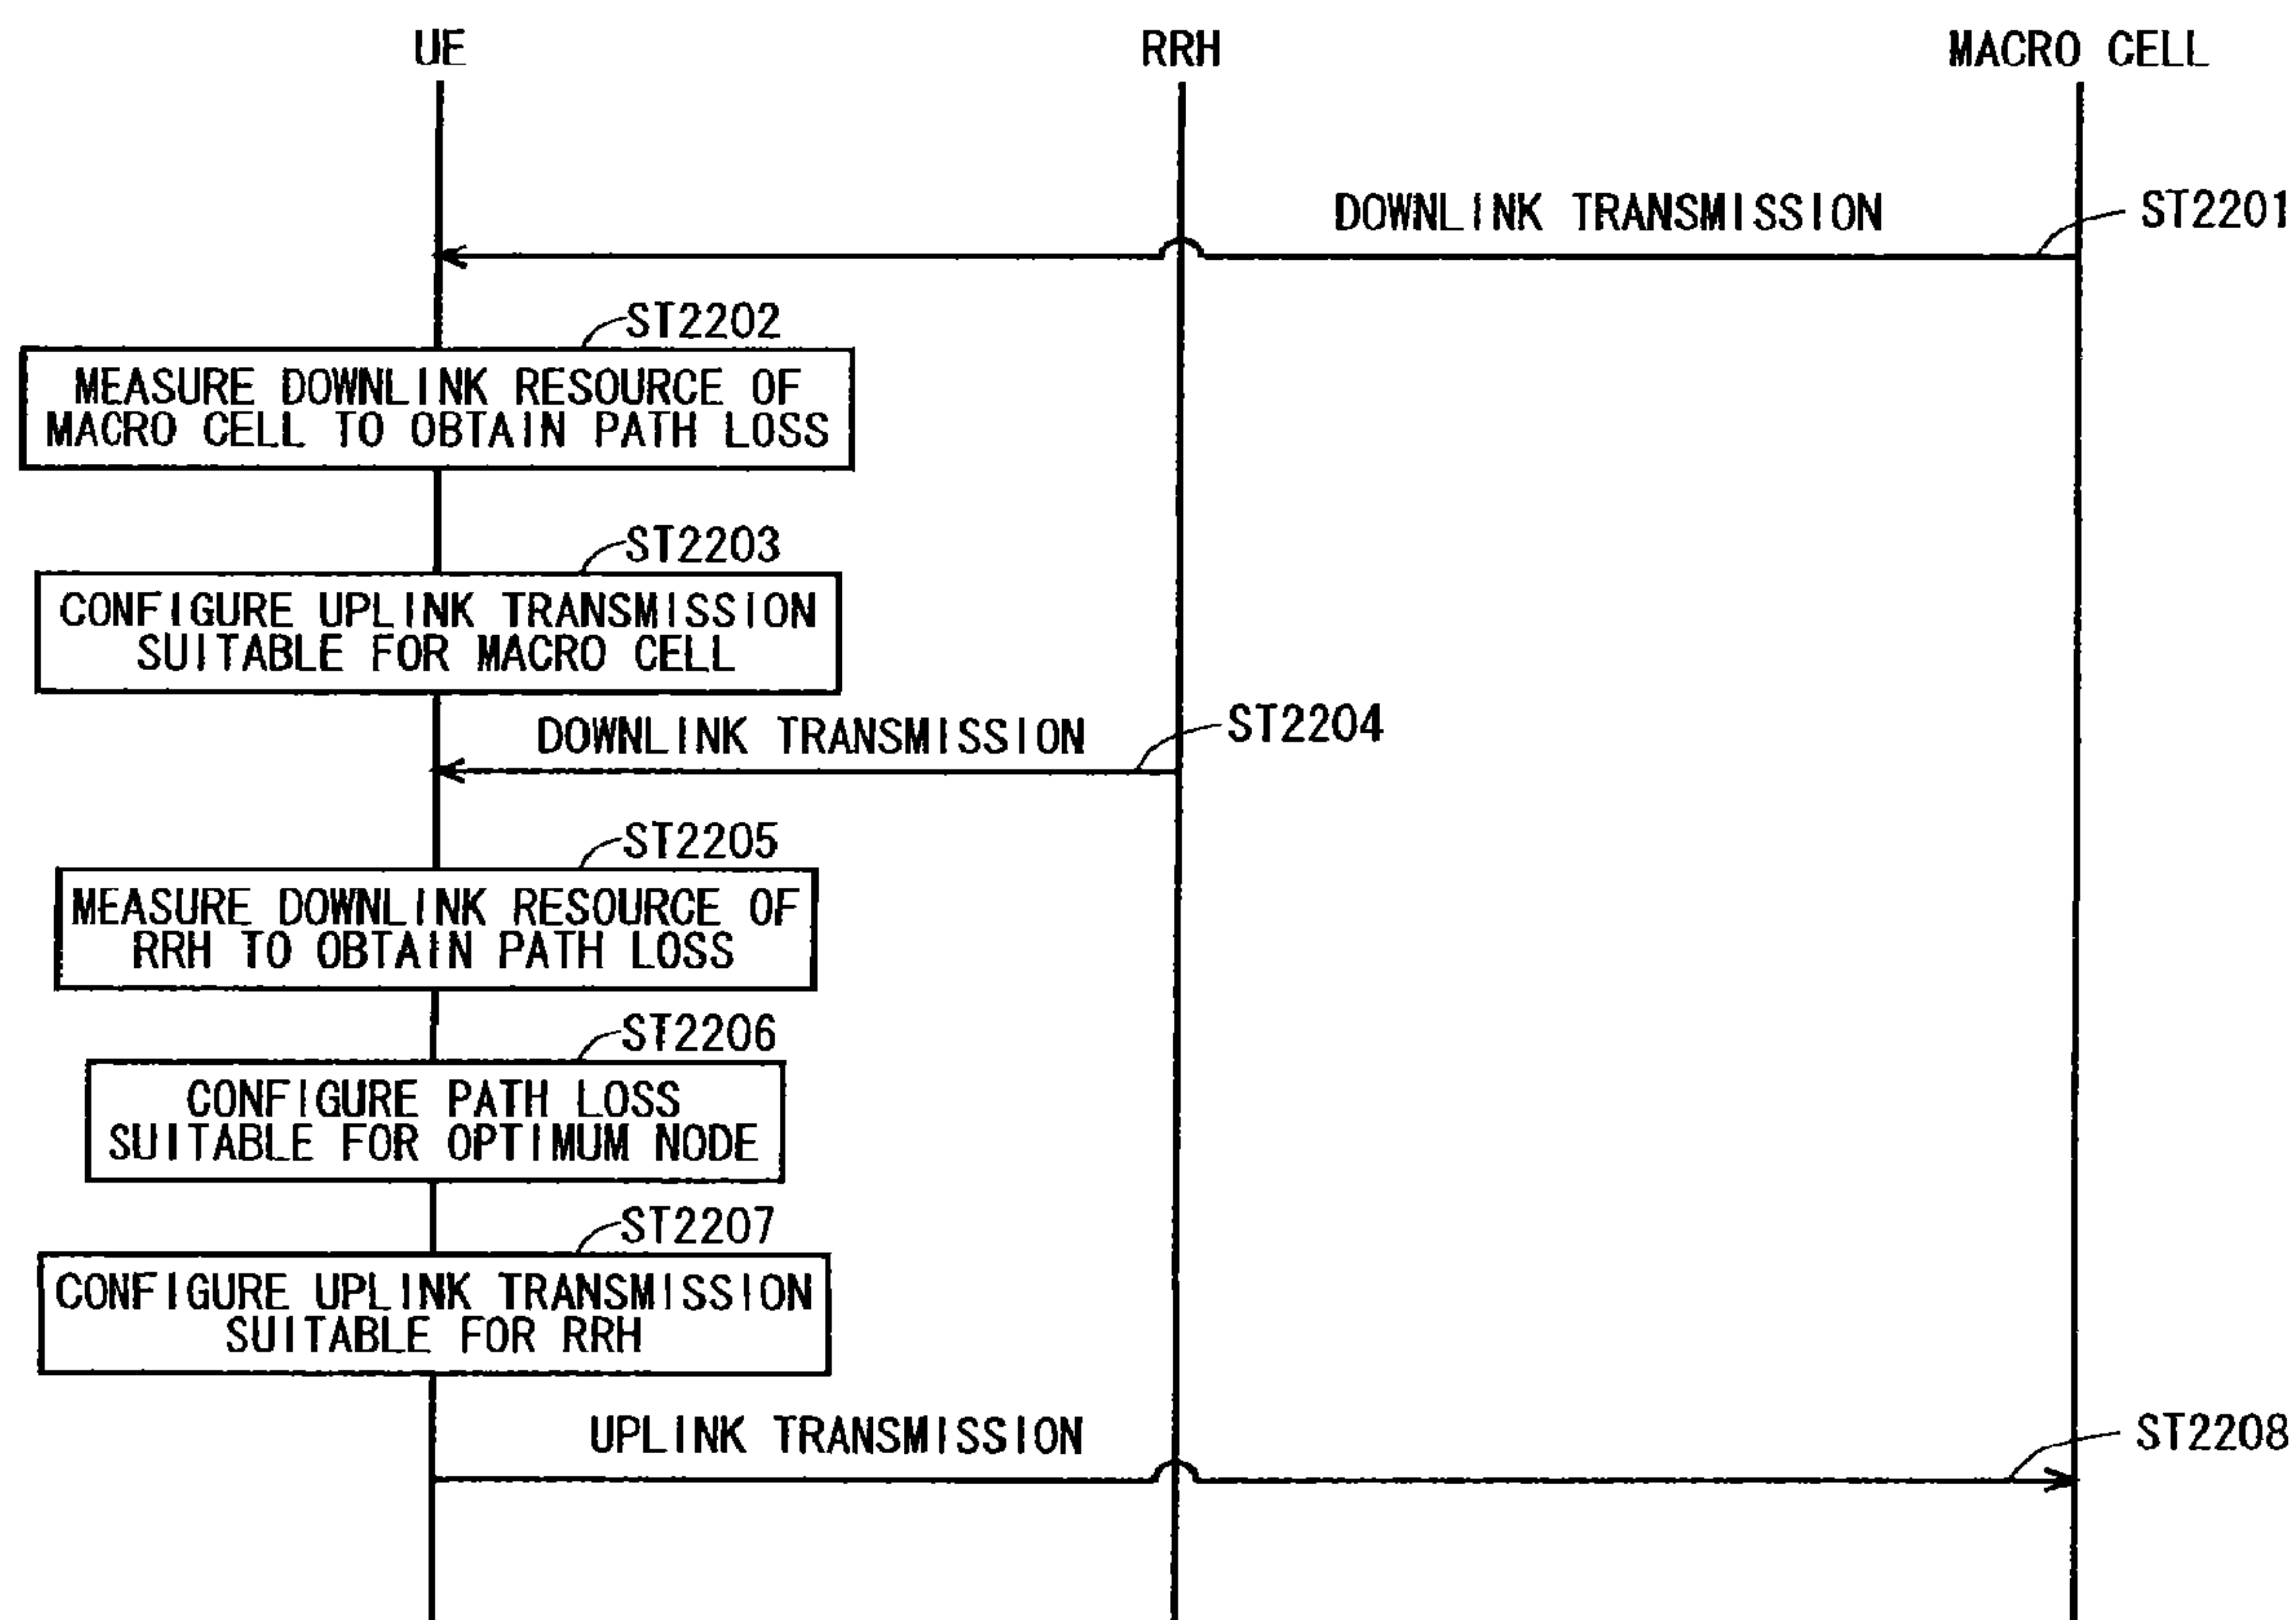 UE
RRH
MACRO CELL
DOWNLINK TRANSMISSION
ST2201
ST2202
MEASURE DOWNLINK RESOURCE OF
MACRO CELL TO OBTAIN PATH LOSS
ST2203
CONFIGURE UPLINK TRANSMISSION
SUITABLE FOR MACRO CELL
DOWNLINK TRANSMISSION
ST2204
ST2205
MEASURE DOWNLINK RESOURCE OF
RRH TO OBTAIN PATH LOSS
ST2206
CONFIGURE PATH LOSS
SUITABLE FOR OPTIMUM NODE
ST2207
CONFIGURE UPLINK TRANSMISSION
SUITABLE FOR RRH
UPLINK TRANSMISSION
ST2208